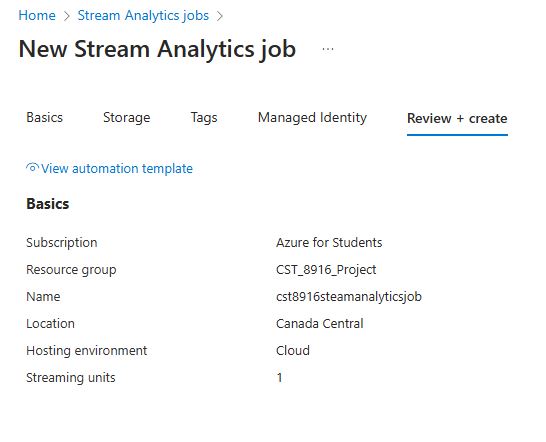 Home > Stream Analytics jobs >
New Stream Analytics job ...
Basics Storage Tags Managed Identity Review + create
View automation template
Basics
Subscription Azure for Students
Resource group CST_8916_Project
Name cst8916steamanalyticsjob
Location Canada Central
Hosting environment Cloud
Streaming units 1